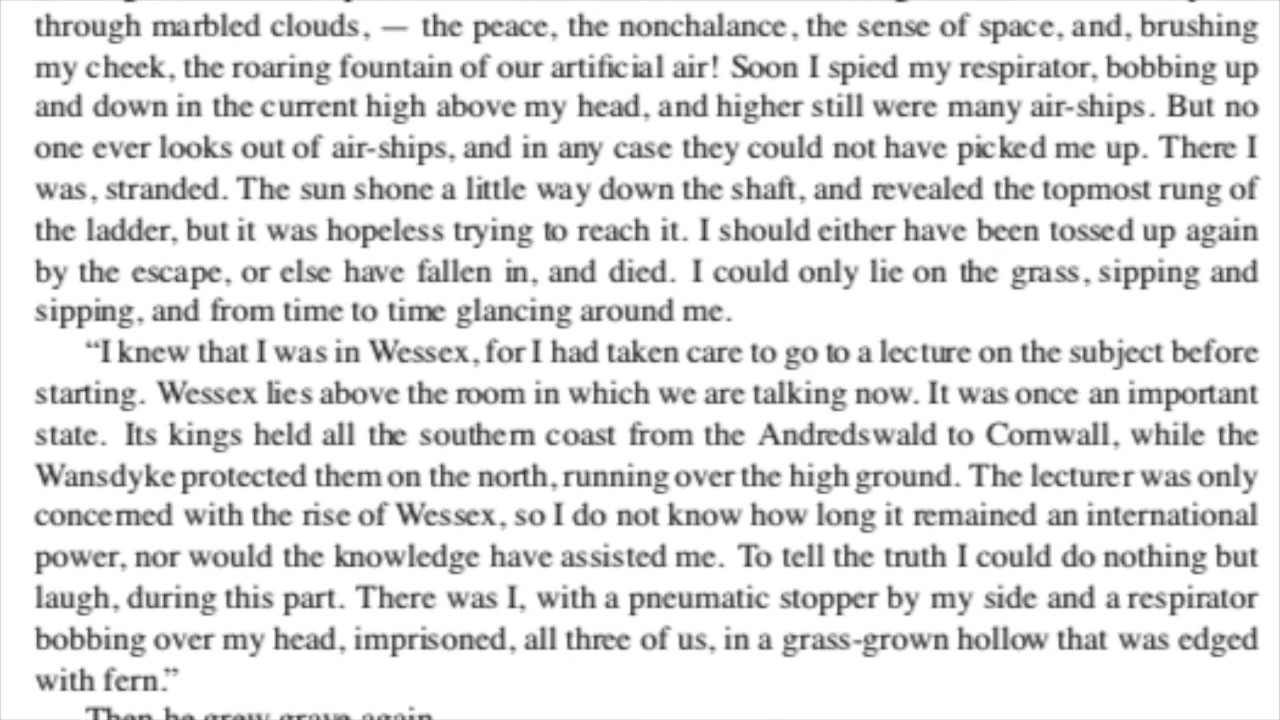 through marbled clouds, — the peace, the nonchalance, the sense of space, and, brushing
my cheek, the roaring fountain of our artificial air! Soon I spied my respirator, bobbing up
and down in the current high above my head, and higher still were many air-ships. But no
one ever looks out of air-ships, and in any case they could not have picked me up. There I
was, stranded. The sun shone a little way down the shaft, and revealed the topmost rung of
the ladder, but it was hopeless trying to reach it. I should either have been tossed up again
by the escape, or else have fallen in, and died. I could only lie on the grass, sipping and
sipping, and from time to time glancing around me.
“I knew that I was in Wessex, for I had taken care to go to a lecture on the subject before
starting. Wessex lies above the room in which we are talking now. It was once an important
state. Its kings held all the southern coast from the Andredswald to Cornwall, while the
Wansdyke protected them on the north, running over the high ground. The lecturer was only
concerned with the rise of Wessex, so I do not know how long it remained an international
power, nor would the knowledge have assisted me. To tell the truth I could do nothing but
laugh, during this part. There was I, with a pneumatic stopper by my side and a respirator
bobbing over my head, imprisoned, all three of us, in a grass-grown hollow that was edged
with fern.”
Then he grew grave again.